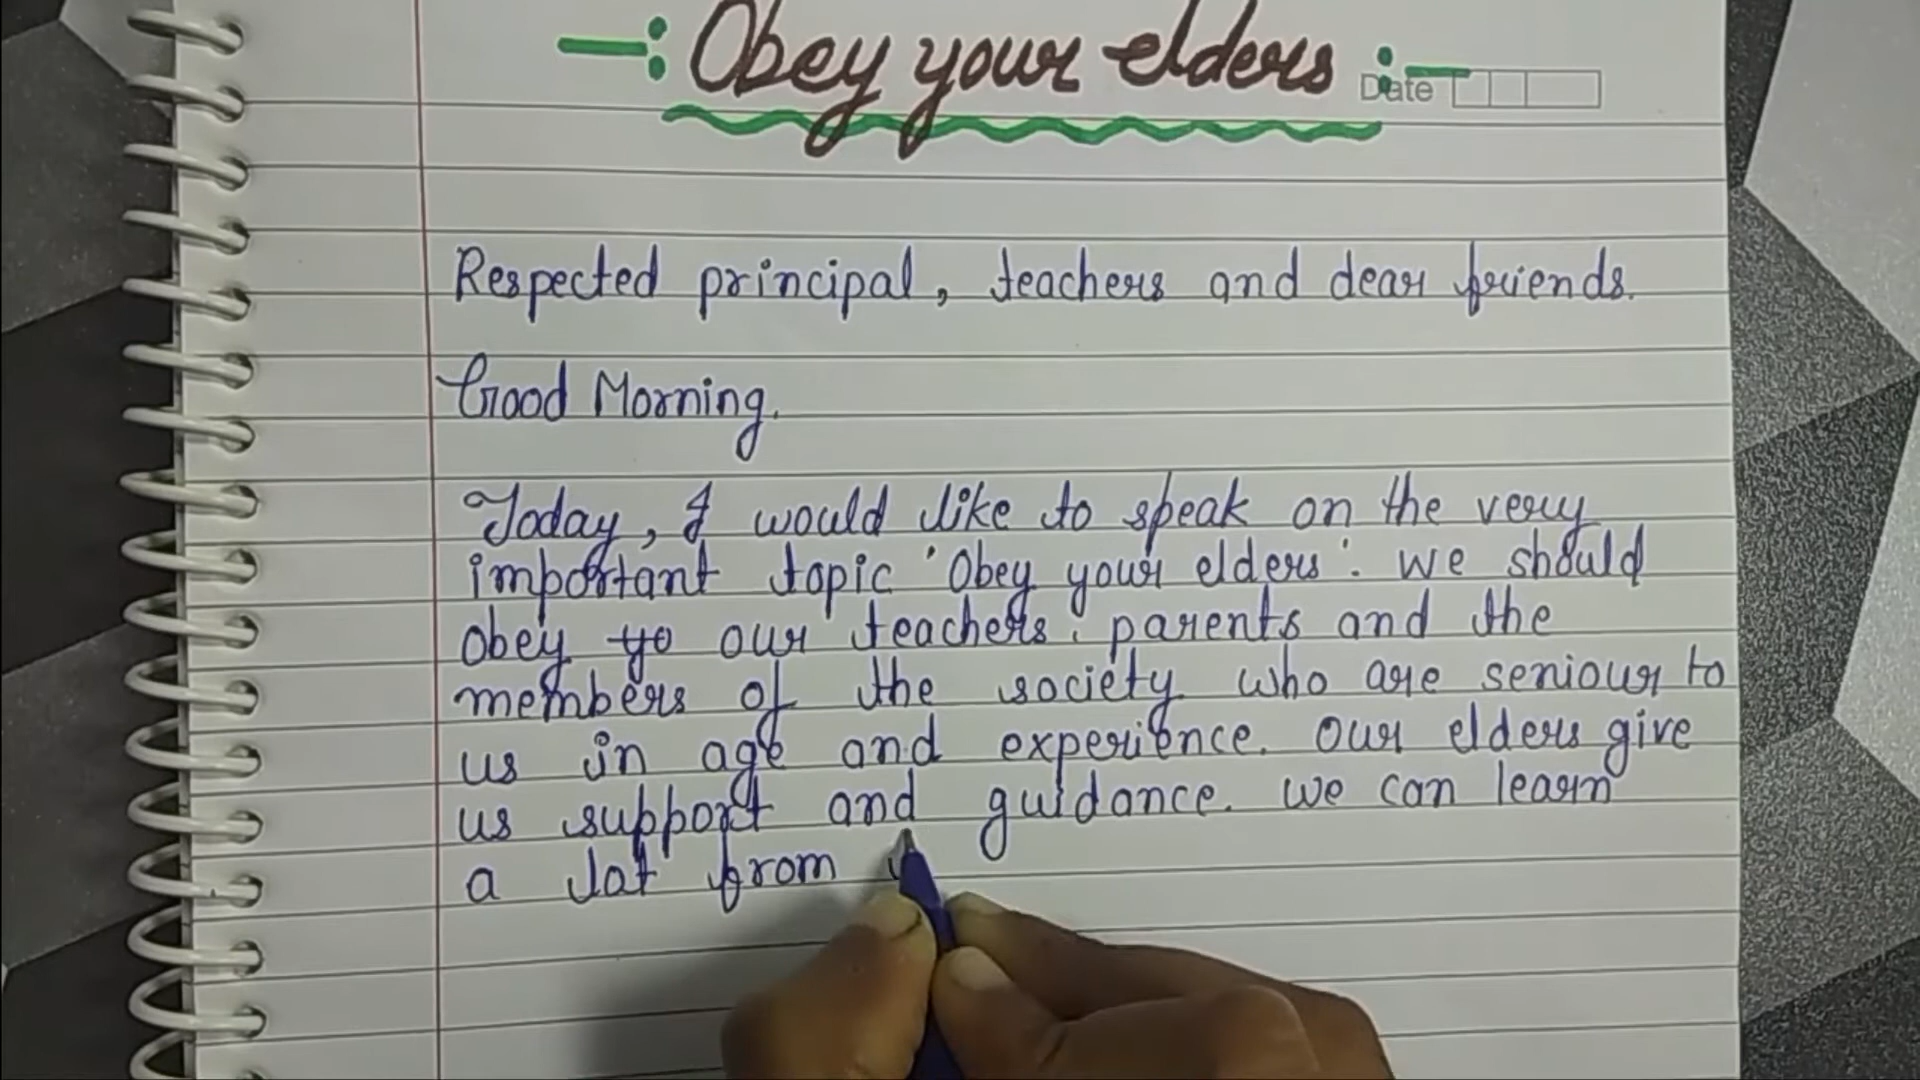 Obey your elders
Date
Respected principal, teachers and dear friends.
Good Morning.
Today, I would like to speak on the very
important topic 'Obey your elders'. we should
obey yo our teachers, parents and the
members of the society who are seniour to
us in age and experience. Our elders give
us support and guidance. we can learn
a lot from